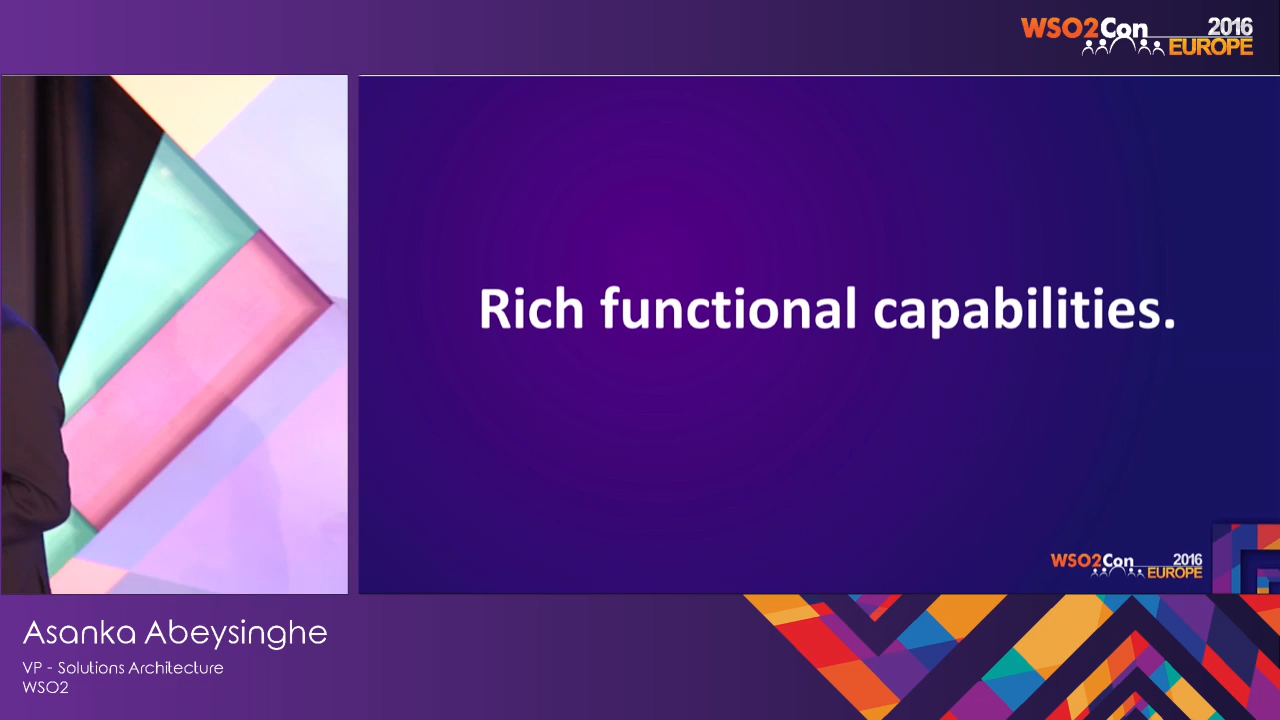 WSO2Con 2016
EUROPE
Rich functional capabilities.
WSO2Con 2016
EUROPE
Asanka Abeysinghe
VP - Solutions Architecture
WSO2